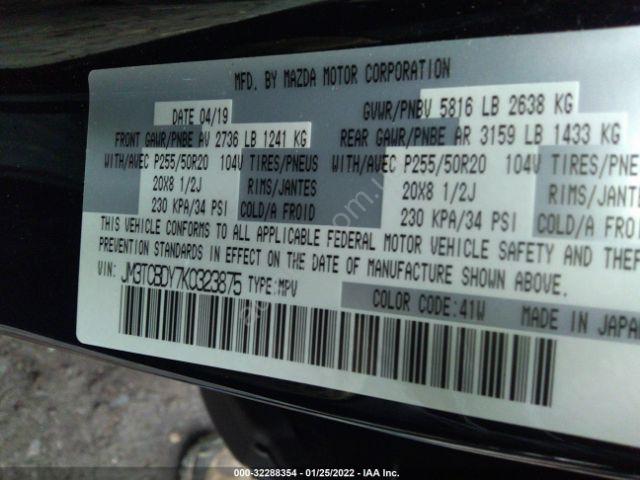 MFD. BY MAZDA MOTOR CORPORATION
DATE 04/19 GVWR/PNBV 5816 LB 2638 KG
FRONT GAWR/PNBE AV 2736 LB 1241 KG REAR GAWR/PNBE AR 3159 LB 1433 KG
WITH/AVEC P255/50R20 104V TIRES/PNEUS WITH/AVEC P255/50R20 104V TIRES/PNE
20X8 1/2J RIMS/JANTES 20X8 1/2J RIMS/JANTES
230 KPA/34 PSI COLD/A FROID 230 KPA/34 PSI COLD/A FROID
THIS VEHICLE CONFORMS TO ALL APPLICABLE FEDERAL MOTOR VEHICLE SAFETY AND THEF
PREVENTION STANDARDS IN EFFECT ON THE DATE OF MANUFACTURE SHOWN ABOVE.
VIN: JM3TCBDY7K0323875 TYPE: MPV
COLOR CODE: 41W MADE IN JAPAN
000-32288354 - 01/25/2022 - IAA Inc.